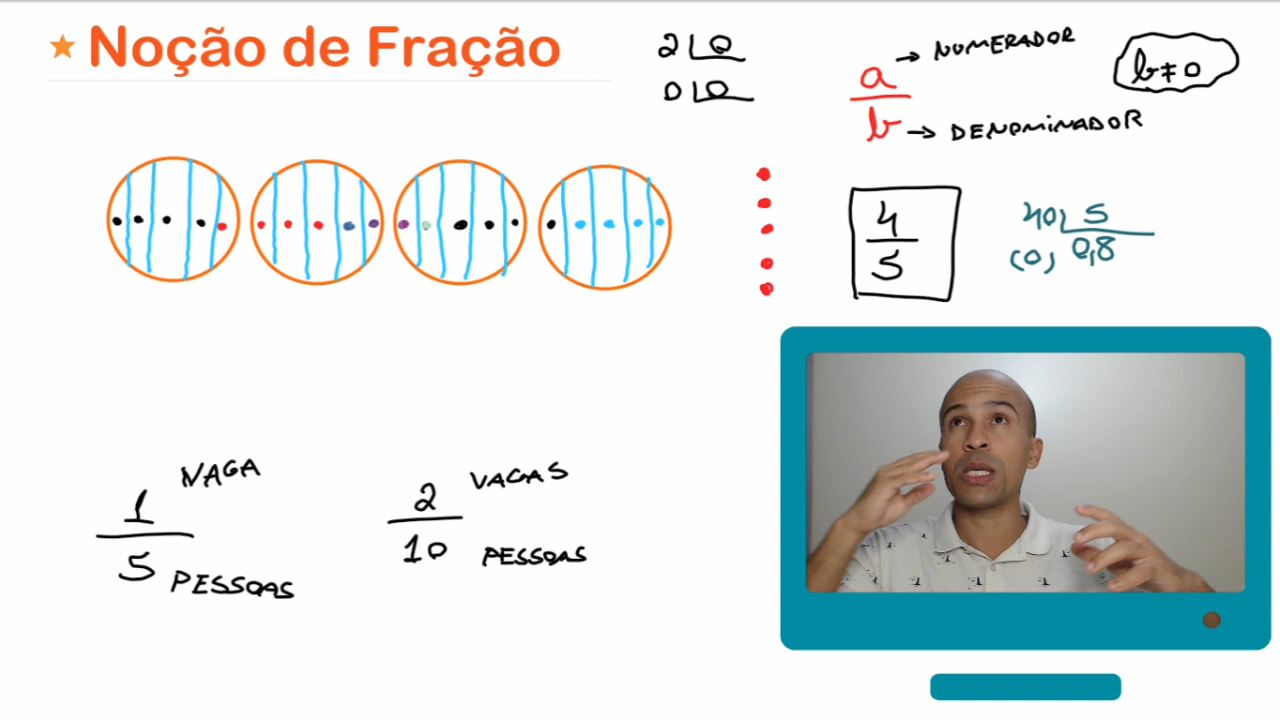 Noção de Fração
2 0
0 0
a → NUMERADOR
b → DENOMINADOR
b ≠ 0
4
5
40, 5
(0, 0,8
1 VAGA
5 PESSOAS
2 VAGAS
10 PESSOAS